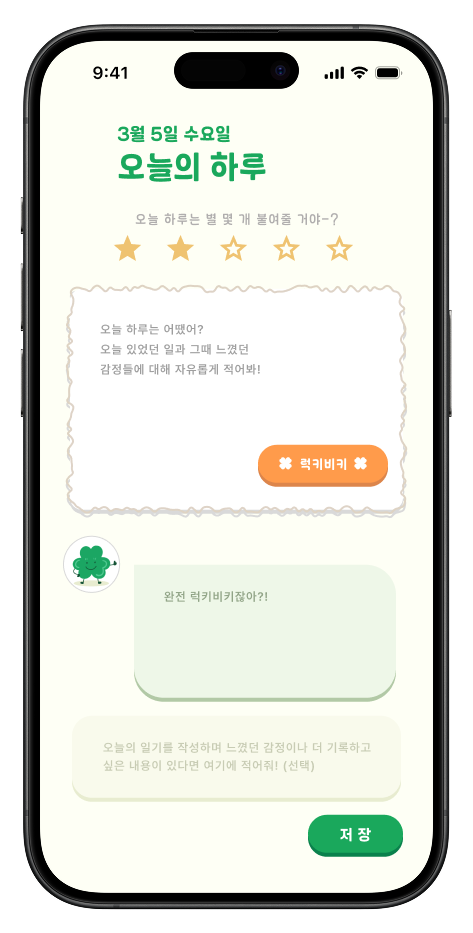 9:41
3월 5일 수요일
오늘의 하루
오늘 하루는 별 몇 개 붙여줄 거야~?
오늘 하루는 어땠어?
오늘 있었던 일과 그때 느꼈던
감정들에 대해 자유롭게 적어봐!
럭키비키
완전 럭키비키잖아?!
오늘의 일기를 작성하며 느꼈던 감정이나 더 기록하고
싶은 내용이 있다면 여기에 적어줘! (선택)
저 장